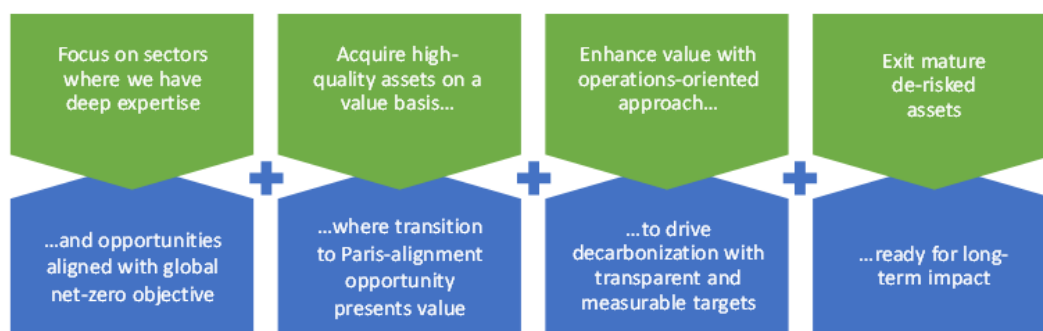 Focus on sectors
where we have
deep expertise
…and opportunities
aligned with global
net-zero objective
Acquire high-
quality assets on a
value basis…
…where transition
to Paris-alignment
opportunity
presents value
Enhance value with
operations-oriented
approach…
…to drive
decarbonization with
transparent and
measurable targets
Exit mature
de-risked
assets
…ready for long-
term impact